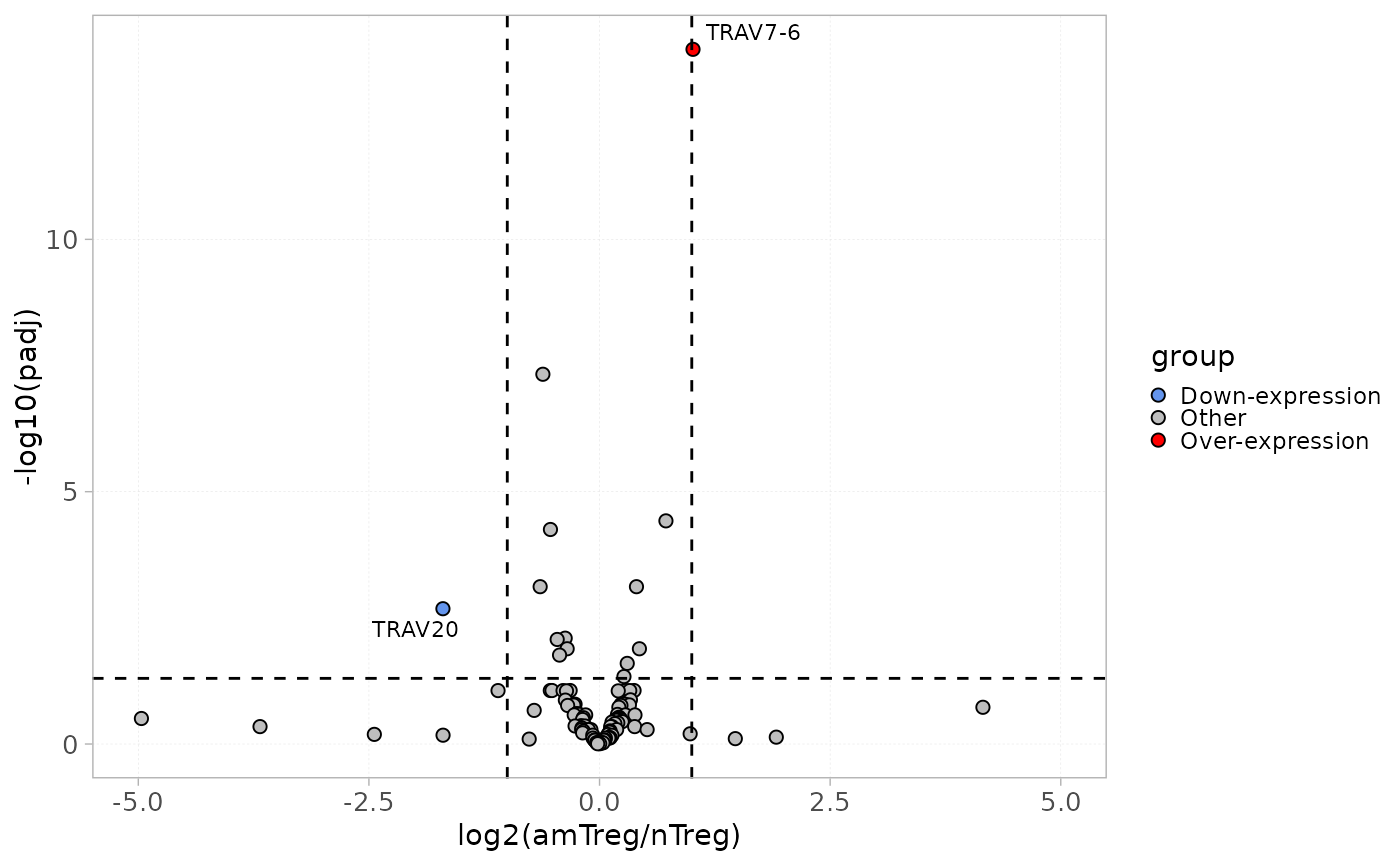 TRAV7-6
10
5
0
-log10(padj)
TRAV20
-5.0
-2.5
0.0
2.5
5.0
log2(amTreg/nTreg)
group
Down-expression
Other
Over-expression